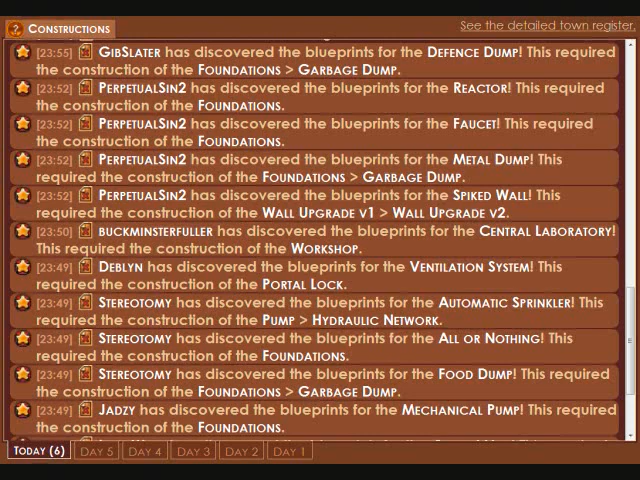 Constructions
See the detailed town register.
[23:55] GibSlater has discovered the blueprints for the Defence Dump! This required
the construction of the Foundations > Garbage Dump.
[23:52] PerpetualSin2 has discovered the blueprints for the Reactor! This required
the construction of the Foundations.
[23:52] PerpetualSin2 has discovered the blueprints for the Faucet! This required
the construction of the Foundations.
[23:52] PerpetualSin2 has discovered the blueprints for the Metal Dump! This
required the construction of the Foundations > Garbage Dump.
[23:52] PerpetualSin2 has discovered the blueprints for the Spiked Wall! This
required the construction of the Wall Upgrade v1 > Wall Upgrade v2.
[23:50] buckminsterfuller has discovered the blueprints for the Central Laboratory!
This required the construction of the Workshop.
[23:49] Deblyn has discovered the blueprints for the Ventilation System! This
required the construction of the Portal Lock.
[23:49] Stereotomy has discovered the blueprints for the Automatic Sprinkler! This
required the construction of the Pump > Hydraulic Network.
[23:49] Stereotomy has discovered the blueprints for the All or Nothing! This
required the construction of the Foundations.
[23:49] Stereotomy has discovered the blueprints for the Food Dump! This required
the construction of the Foundations > Garbage Dump.
[23:49] Jadzy has discovered the blueprints for the Mechanical Pump! This required
the construction of the Foundations.
Today (6) Day 5 Day 4 Day 3 Day 2 Day 1